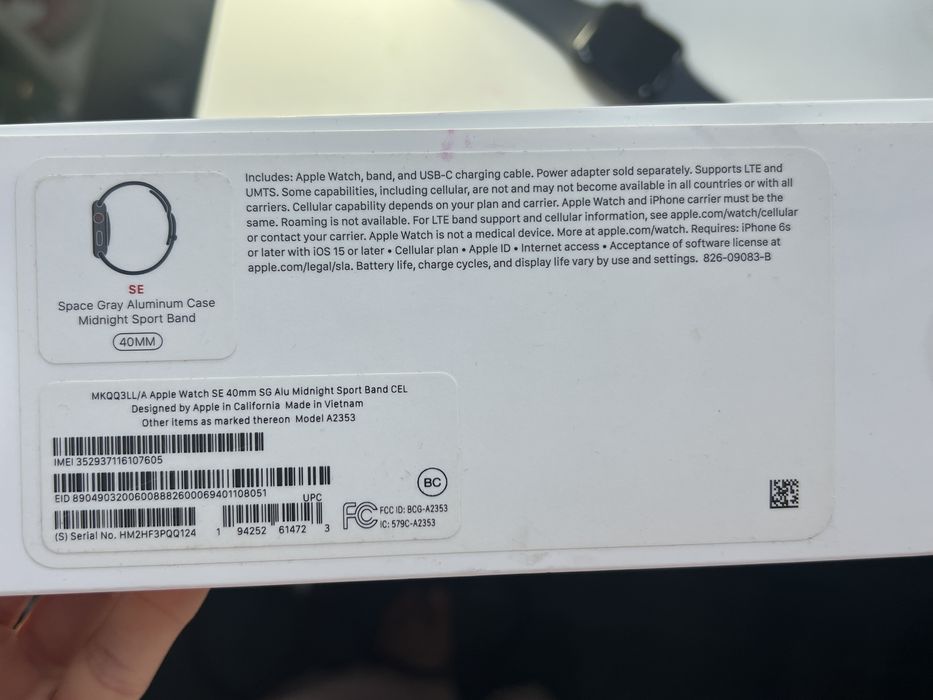 Includes: Apple Watch, band, and USB-C charging cable. Power adapter sold separately. Supports LTE and
UMTS. Some capabilities, including cellular, are not and may not become available in all countries or with all
carriers. Cellular capability depends on your plan and carrier. Apple Watch and iPhone carrier must be the
same. Roaming is not available. For LTE band support and cellular information, see apple.com/watch/cellular
or contact your carrier. Apple Watch is not a medical device. More at apple.com/watch. Requires: iPhone 6s
or later with iOS 15 or later • Cellular plan • Apple ID • Internet access • Acceptance of software license at
apple.com/legal/sla. Battery life, charge cycles, and display life vary by use and settings. 826-09083-B
SE
Space Gray Aluminum Case
Midnight Sport Band
40MM
MKQQ3LL/A Apple Watch SE 40mm SG Alu Midnight Sport Band CEL
Designed by Apple in California Made in Vietnam
Other items as marked thereon Model A2353
IMEI 352937116107605
EID 89049032006008882600069401108051
UPC
(S) Serial No. HM2HF3PQQ124
1 94252 61472 3
BC
FC
FCC ID: BCG-A2353
IC: 579C-A2353